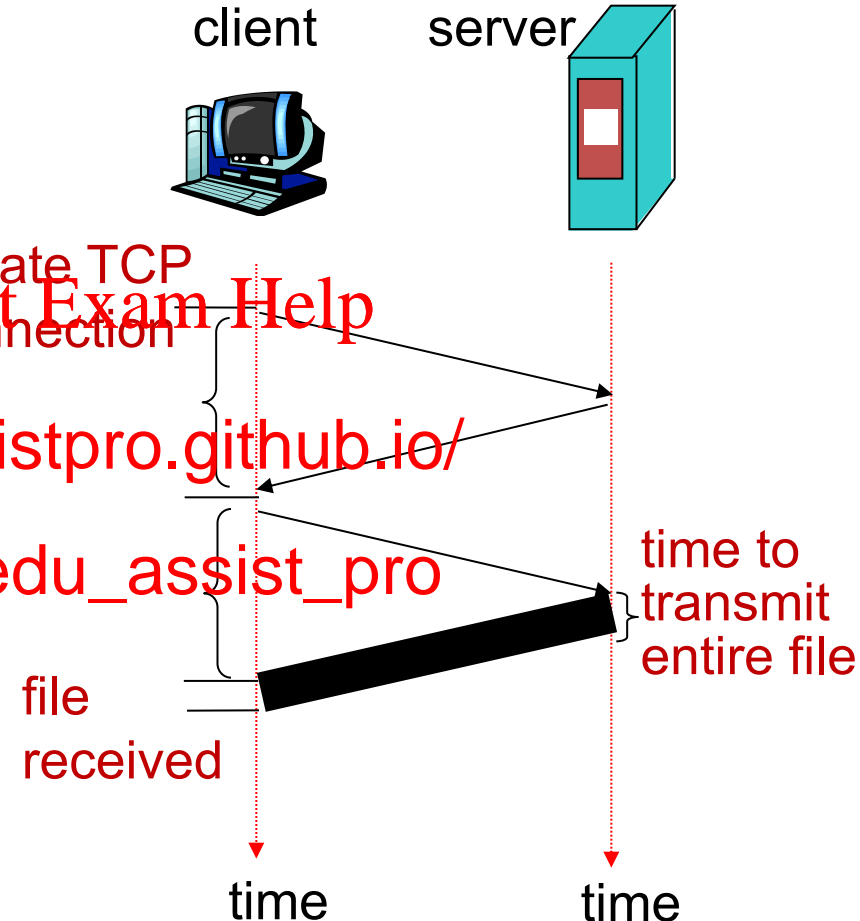 client server
ate TCP
t Exam Help
nnection
istpro.github.io/
edu_assist_pro
time to
transmit
entire file
file
received
time time